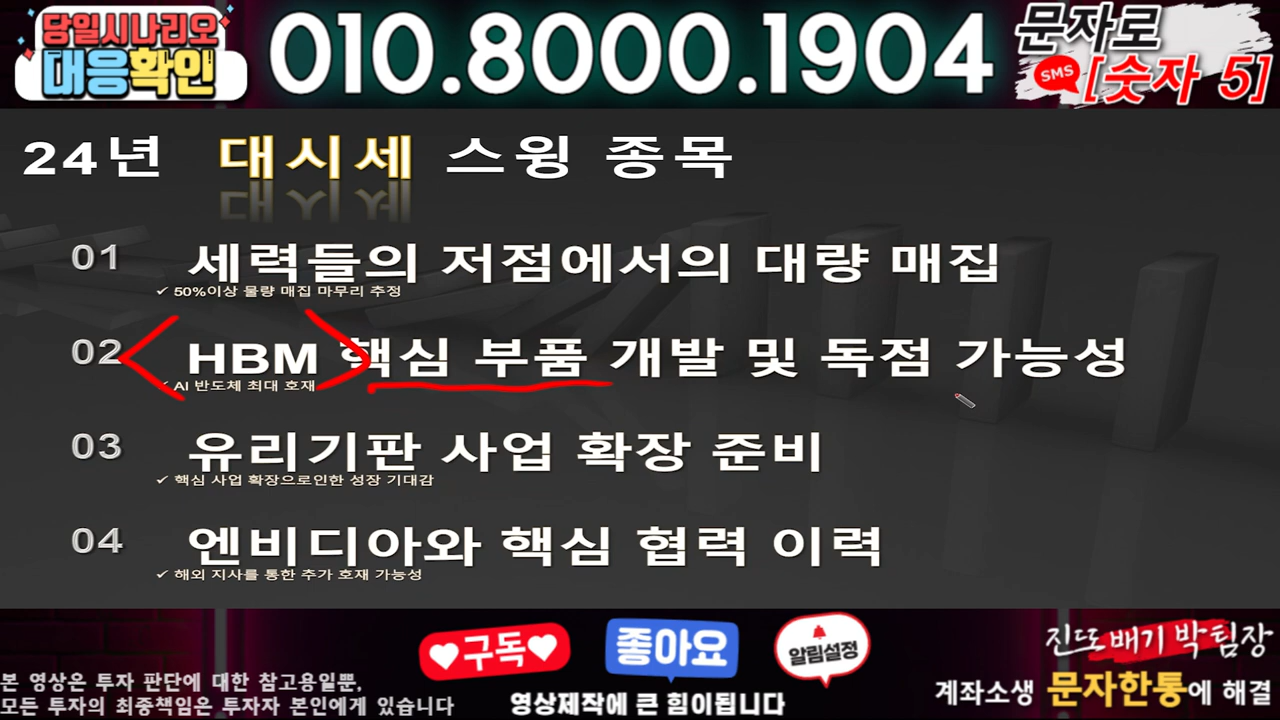 당일시나리오
대응확인
010.8000.1904
문자로
SMS
[숫자 5]
24년 대시세 스윙 종목
01 세력들의 저점에서의 대량 매집
✓ 50%이상 물량 매집 마무리 추정
02 HBM 핵심 부품 개발 및 독점 가능성
✓ AI 반도체 최대 호재
03 유리기판 사업 확장 준비
✓ 핵심 사업 확장으로인한 성장 기대감
04 엔비디아와 핵심 협력 이력
✓ 해외 지사를 통한 추가 호재 가능성
구독
좋아요
알림설정
영상제작에 큰 힘이됩니다
본 영상은 투자 판단에 대한 참고용일뿐,
모든 투자의 최종책임은 투자자 본인에게 있습니다
진또배기 박팀장
계좌소생 문자한통에 해결